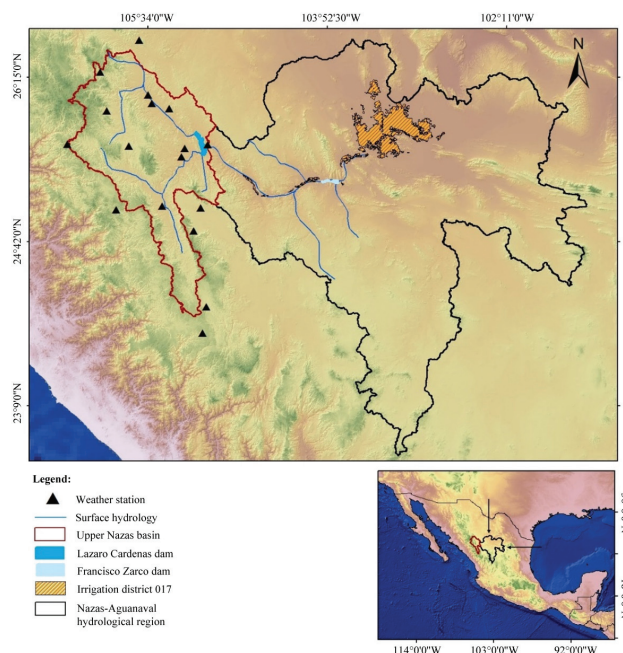 105°34'0"W 103°52'30"W 102°11'0"W
26°15'0"N
N
24°42'0"N
23°9'0"N
Legend:
Weather station
Surface hydrology
Upper Nazas basin
Lazaro Cardenas dam
Francisco Zarco dam
Irrigation district 017
Nazas-Aguanaval
hydrological region
114°0'0"W 103°0'0"W 92°0'0"W